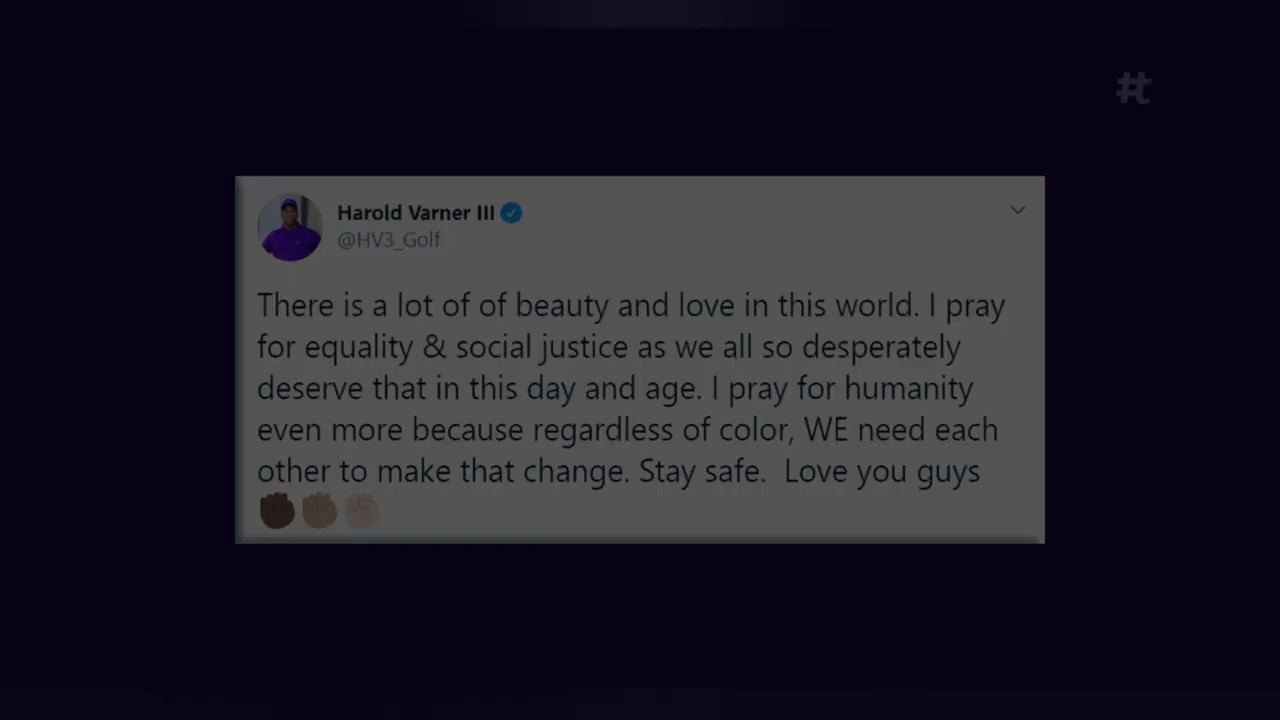 #t
Harold Varner III
@HV3_Golf
There is a lot of of beauty and love in this world. I pray
for equality & social justice as we all so desperately
deserve that in this day and age. I pray for humanity
even more because regardless of color, WE need each
other to make that change. Stay safe.  Love you guys
✊🏿✊🏽✊🏻